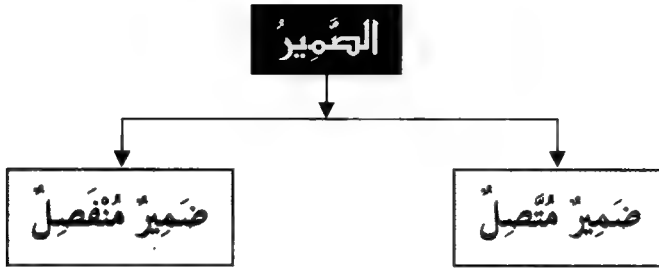 الضَّمِيرُ
ضَمِيرٌ مُتَّصِلٌ
ضَمِيرٌ مُنْفَصِلٌ